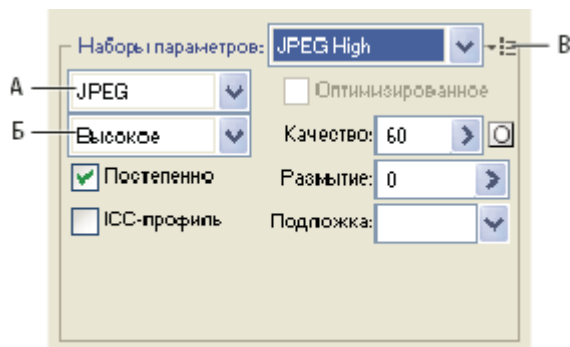 Наборы параметров: JPEG High В
А JPEG Оптимизированное
Б Высокое Качество: 60
Постепенно Размытие: 0
ICC-профиль Подложка: